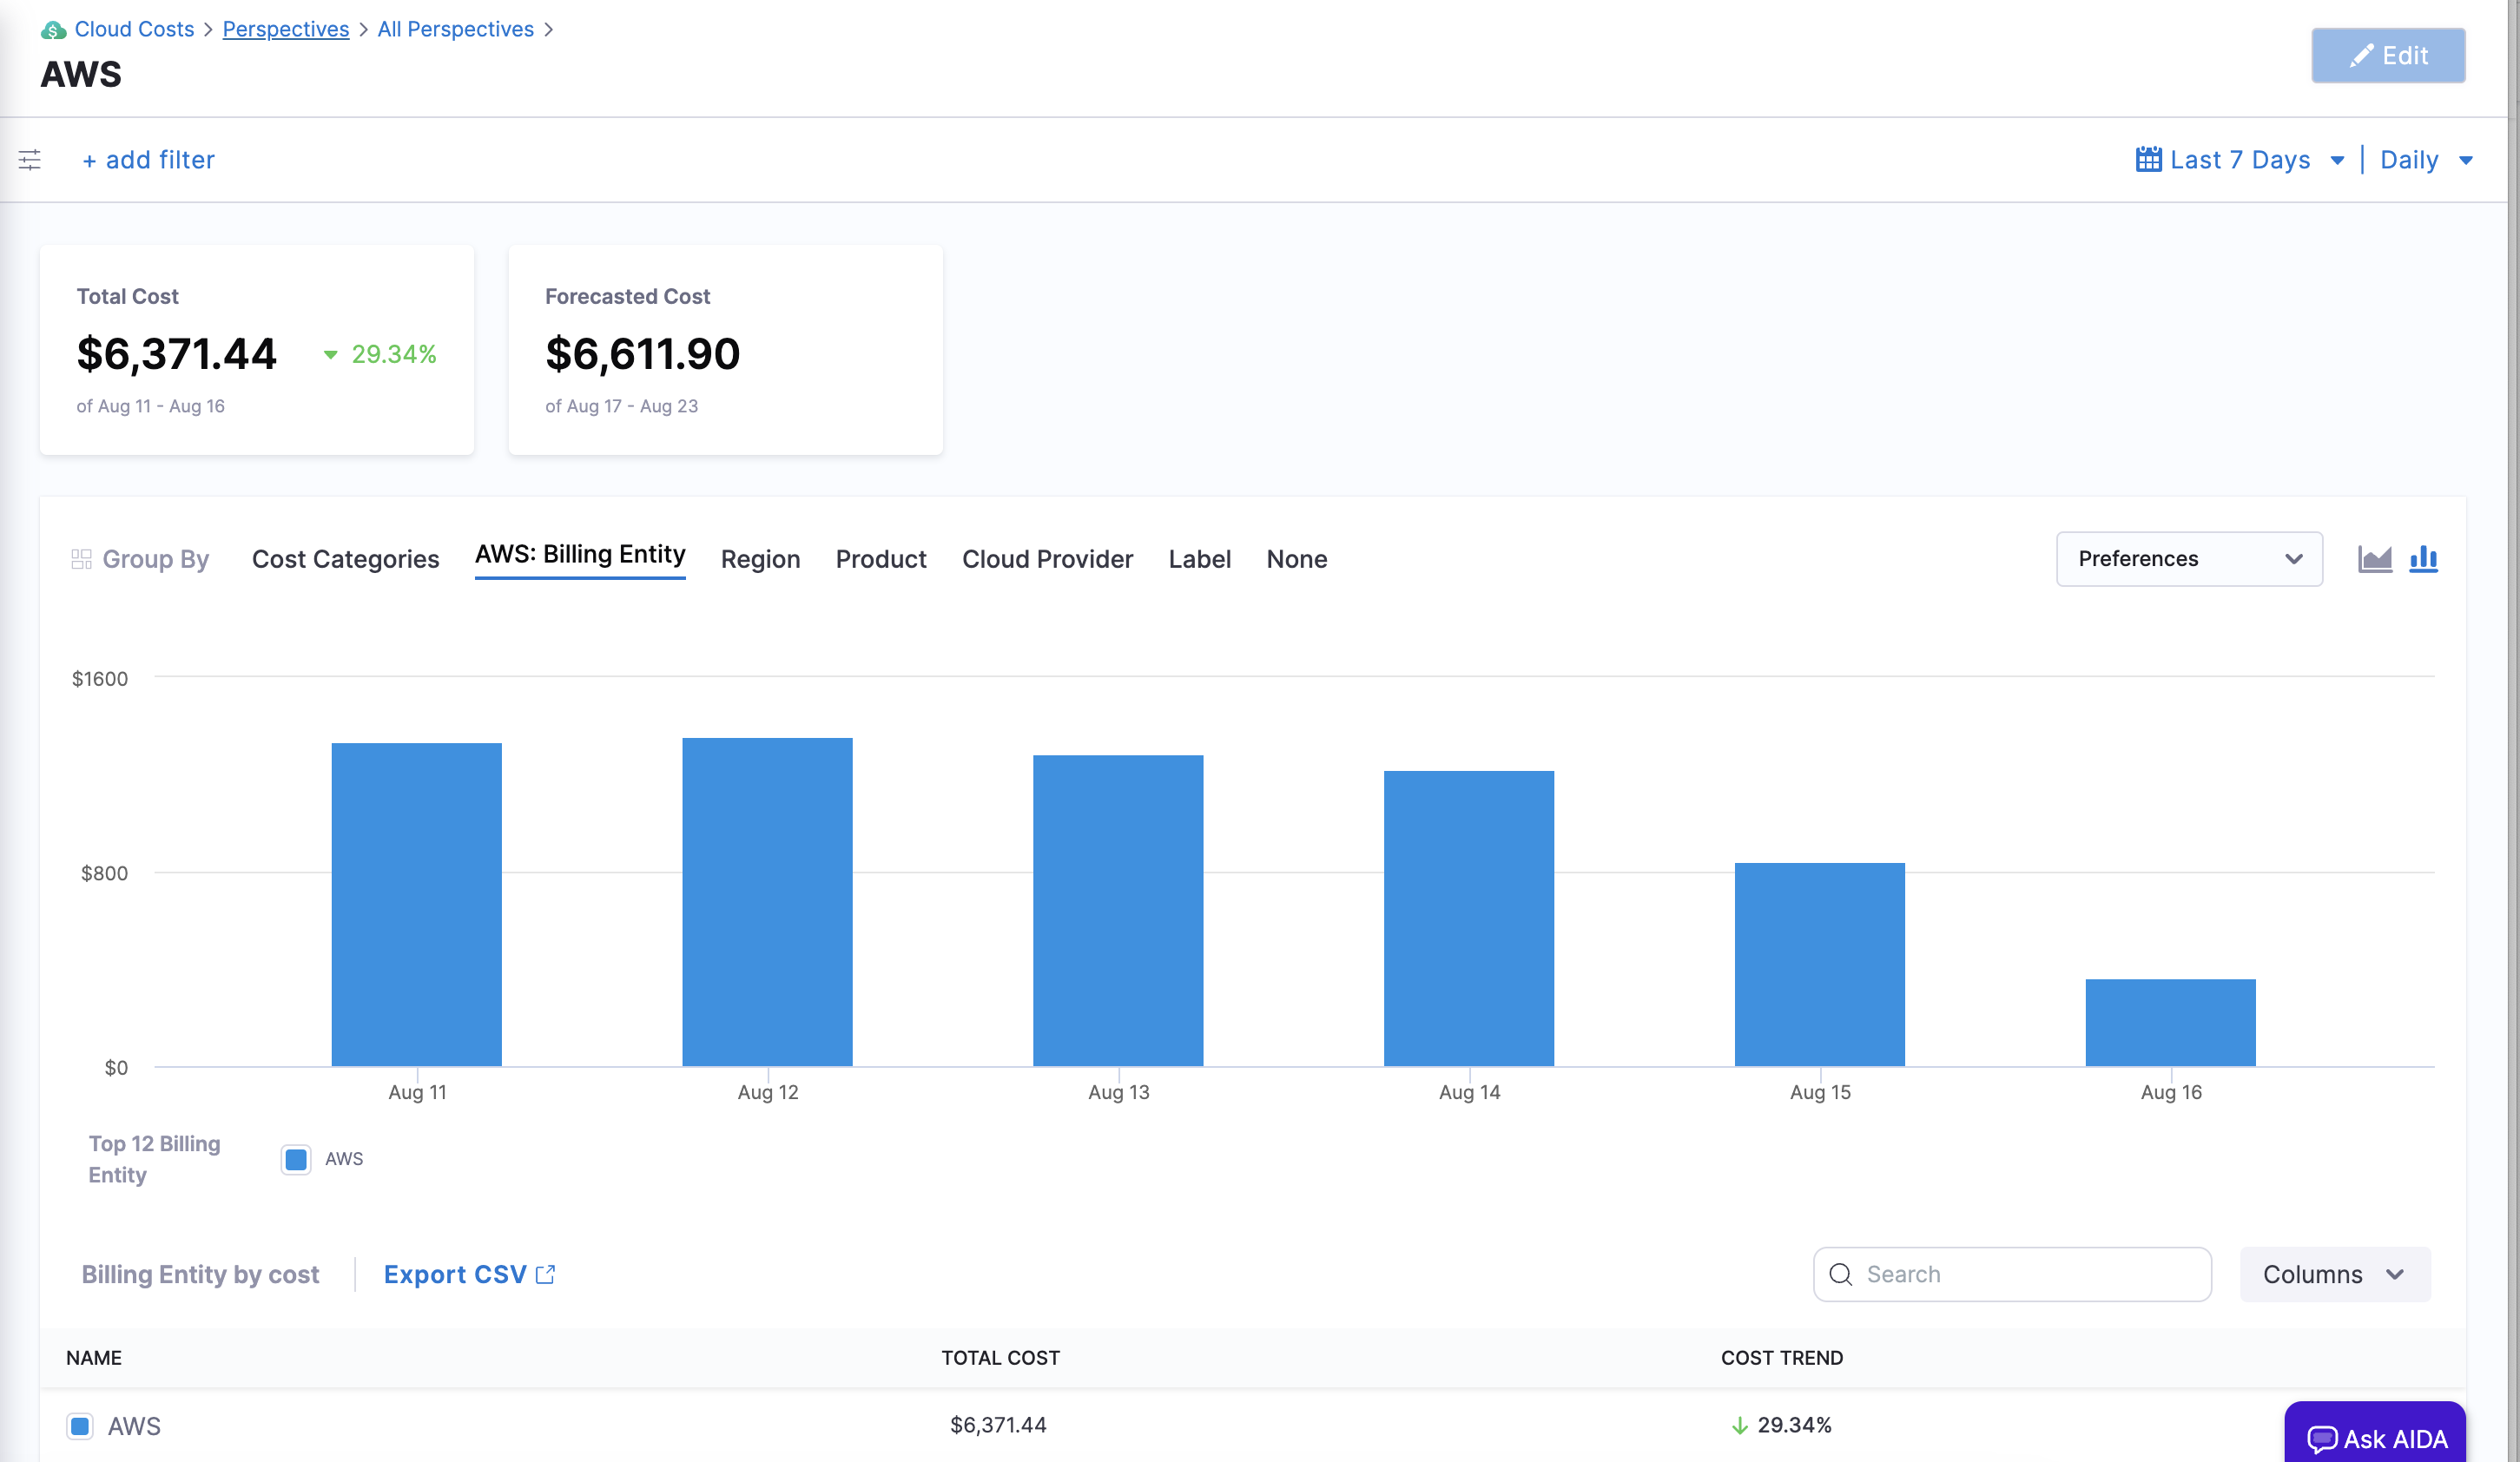 Cloud Costs > Perspectives > All Perspectives >
AWS
Edit
+ add filter
Last 7 Days | Daily
Total Cost
$6,371.44 29.34%
of Aug 11 - Aug 16
Forecasted Cost
$6,611.90
of Aug 17 - Aug 23
Group By Cost Categories AWS: Billing Entity Region Product Cloud Provider Label None
Preferences
$1600
$800
$0
Aug 11 Aug 12 Aug 13 Aug 14 Aug 15 Aug 16
Top 12 Billing
Entity
AWS
Billing Entity by cost Export CSV
Search
Columns
NAME TOTAL COST COST TREND
AWS $6,371.44 29.34%
Ask AIDA